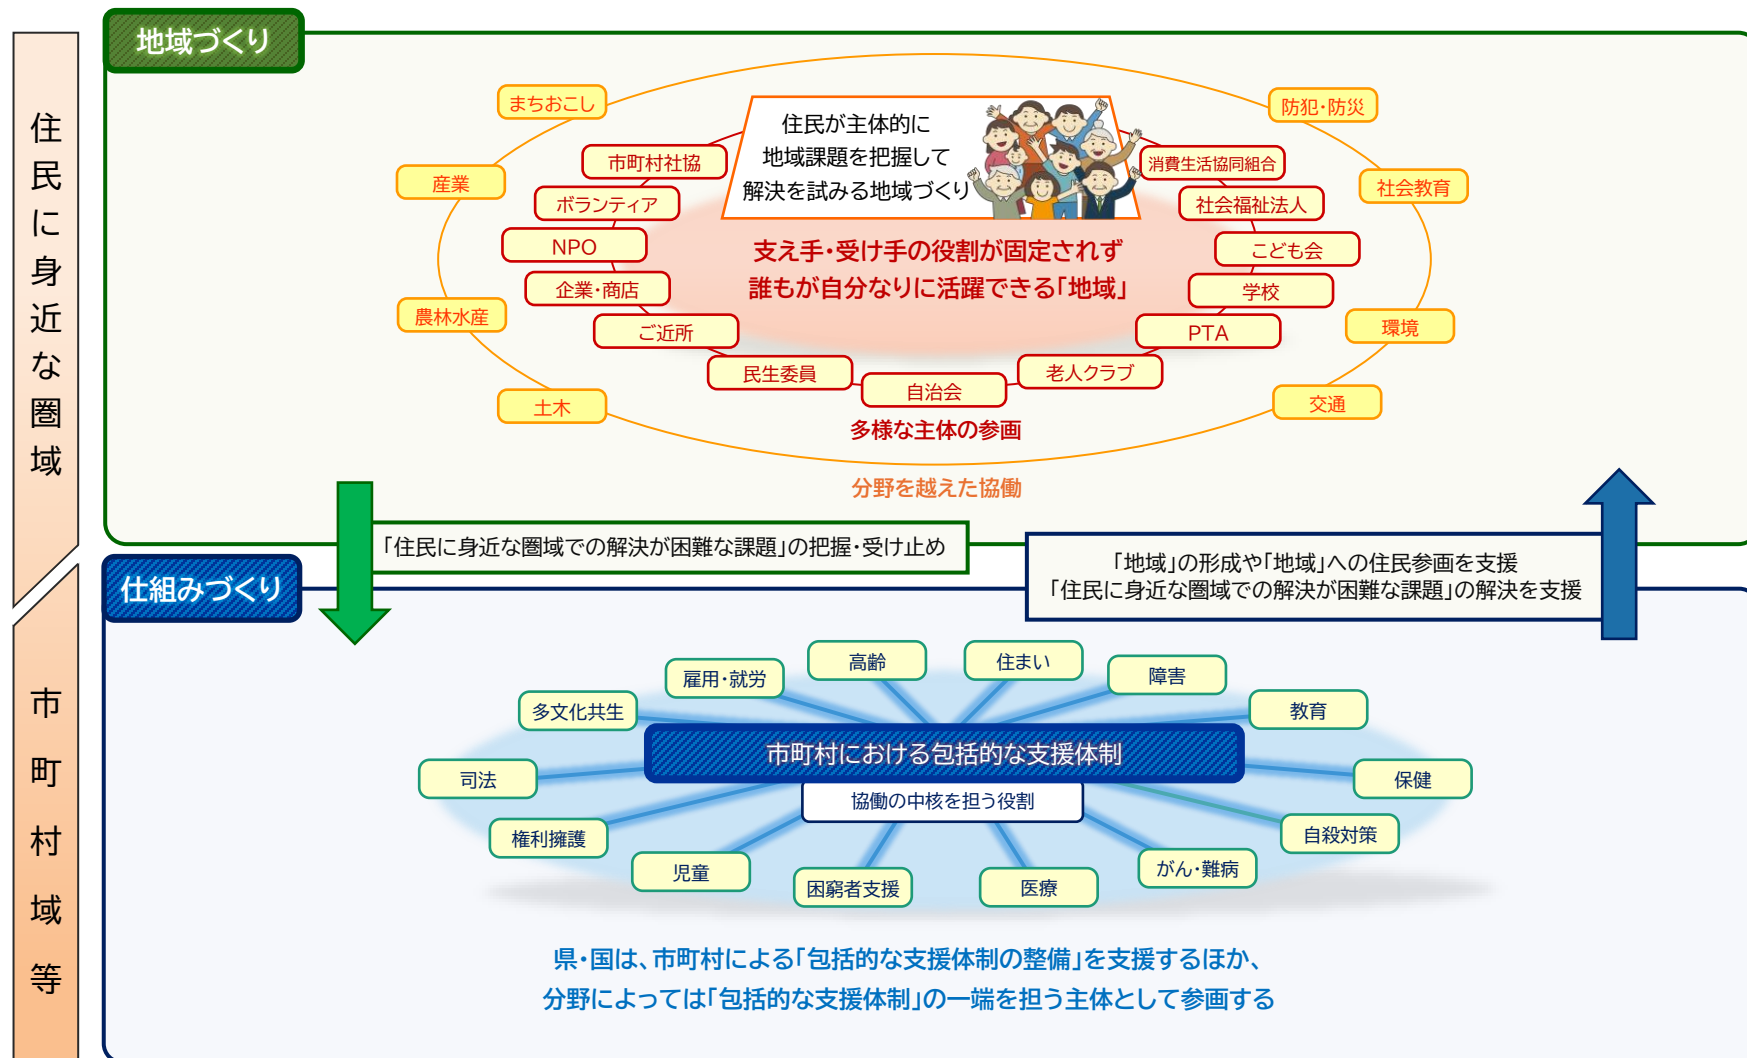 地域づくり
住民に身近な圏域
まちおこし
防犯・防災
産業
社会教育
農林水産
環境
土木
交通
住民が主体的に
地域課題を把握して
解決を試みる地域づくり
市町村社協
消費生活協同組合
ボランティア
社会福祉法人
NPO
こども会
企業・商店
学校
ご近所
PTA
民生委員
老人クラブ
自治会
支え手・受け手の役割が固定されず
誰もが自分なりに活躍できる「地域」
多様な主体の参画
分野を越えた協働
「住民に身近な圏域での解決が困難な課題」の把握・受け止め
「地域」の形成や「地域」への住民参画を支援
「住民に身近な圏域での解決が困難な課題」の解決を支援
仕組みづくり
市町村域等
高齢
住まい
雇用・就労
障害
多文化共生
教育
市町村における包括的な支援体制
協働の中核を担う役割
司法
保健
権利擁護
自殺対策
児童
がん・難病
困窮者支援
医療
県・国は、市町村による「包括的な支援体制の整備」を支援するほか、
分野によっては「包括的な支援体制」の一端を担う主体として参画する